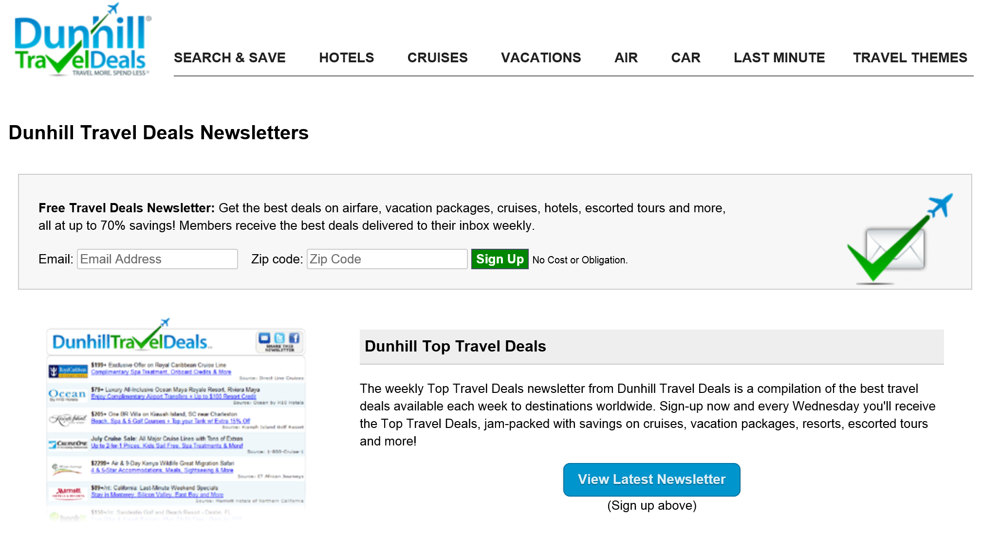 Dunhill®
TravelDeals
TRAVEL MORE. SPEND LESS®
SEARCH & SAVE HOTELS CRUISES VACATIONS AIR CAR LAST MINUTE TRAVEL THEMES
Dunhill Travel Deals Newsletters
Free Travel Deals Newsletter: Get the best deals on airfare, vacation packages, cruises, hotels, escorted tours and more,
all at up to 70% savings! Members receive the best deals delivered to their inbox weekly.
Email: Email Address Zip code: Zip Code Sign Up No Cost or Obligation.
DunhillTravelDeals
SHARE THIS
NEWSLETTER
$199+ Exclusive Offer on Royal Caribbean Cruise Line
Complimentary Spa Treatment, Onboard Credits & More
Source: Direct Line Cruises
Ocean
By H10 Hotels
$79+ Luxury All-Inclusive Ocean Maya Royale Resort, Riviera Maya
Enjoy Complimentary Airport Transfers + Up to $100 Resort Credit
Source: Ocean by H10 Hotels
$205+ One BR Villa on Kiawah Island, SC near Charleston
Beach, Spa & 5 Golf Courses + Top your Tank w/ Extra 15% Off
Source: Kiawah Island Golf Resort
CruiseOne
July Cruise Sale: All Major Cruise Lines with Tons of Extras
Up to 2-for-1 Prices, Kids Sail Free, Spa Treatments & More!
Source: 1-800-Cruise-1
$2299+ Air & 9-Day Kenya Wildlife Great Migration Safari
4 & 5-Star Accommodations, Meals, Sightseeing & More
Source: ET African Journeys
Marriott
HOTELS & RESORTS
$89+/nt: California: Last-Minute Weekend Specials
Stay in Monterey, Silicon Valley, East Bay and More
Source: Marriott Hotels of Northern California
$150+/nt: Sandestin Golf and Beach Resort - Destin, FL
Dunhill Top Travel Deals
The weekly Top Travel Deals newsletter from Dunhill Travel Deals is a compilation of the best travel
deals available each week to destinations worldwide. Sign-up now and every Wednesday you'll receive
the Top Travel Deals, jam-packed with savings on cruises, vacation packages, resorts, escorted tours
and more!
View Latest Newsletter
(Sign up above)